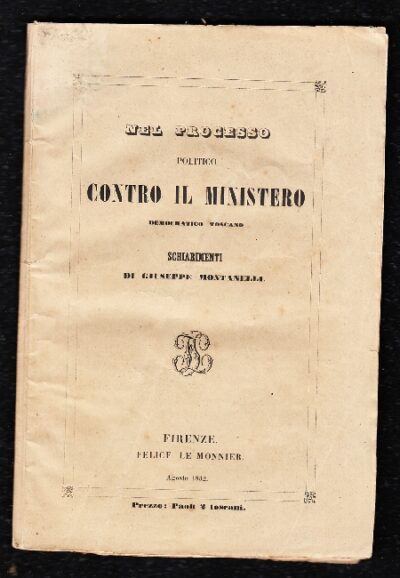 NEL PROCESSO
POLITICO
CONTRO IL MINISTERO
DEMOCRATICO TOSCANO
SCHIARIMENTI
DI GIUSEPPE MONTANELLI.
FIRENZE.
FELICE LE MONNIER.
Agosto 1852.
Prezzo: Paoli 2 toscani.